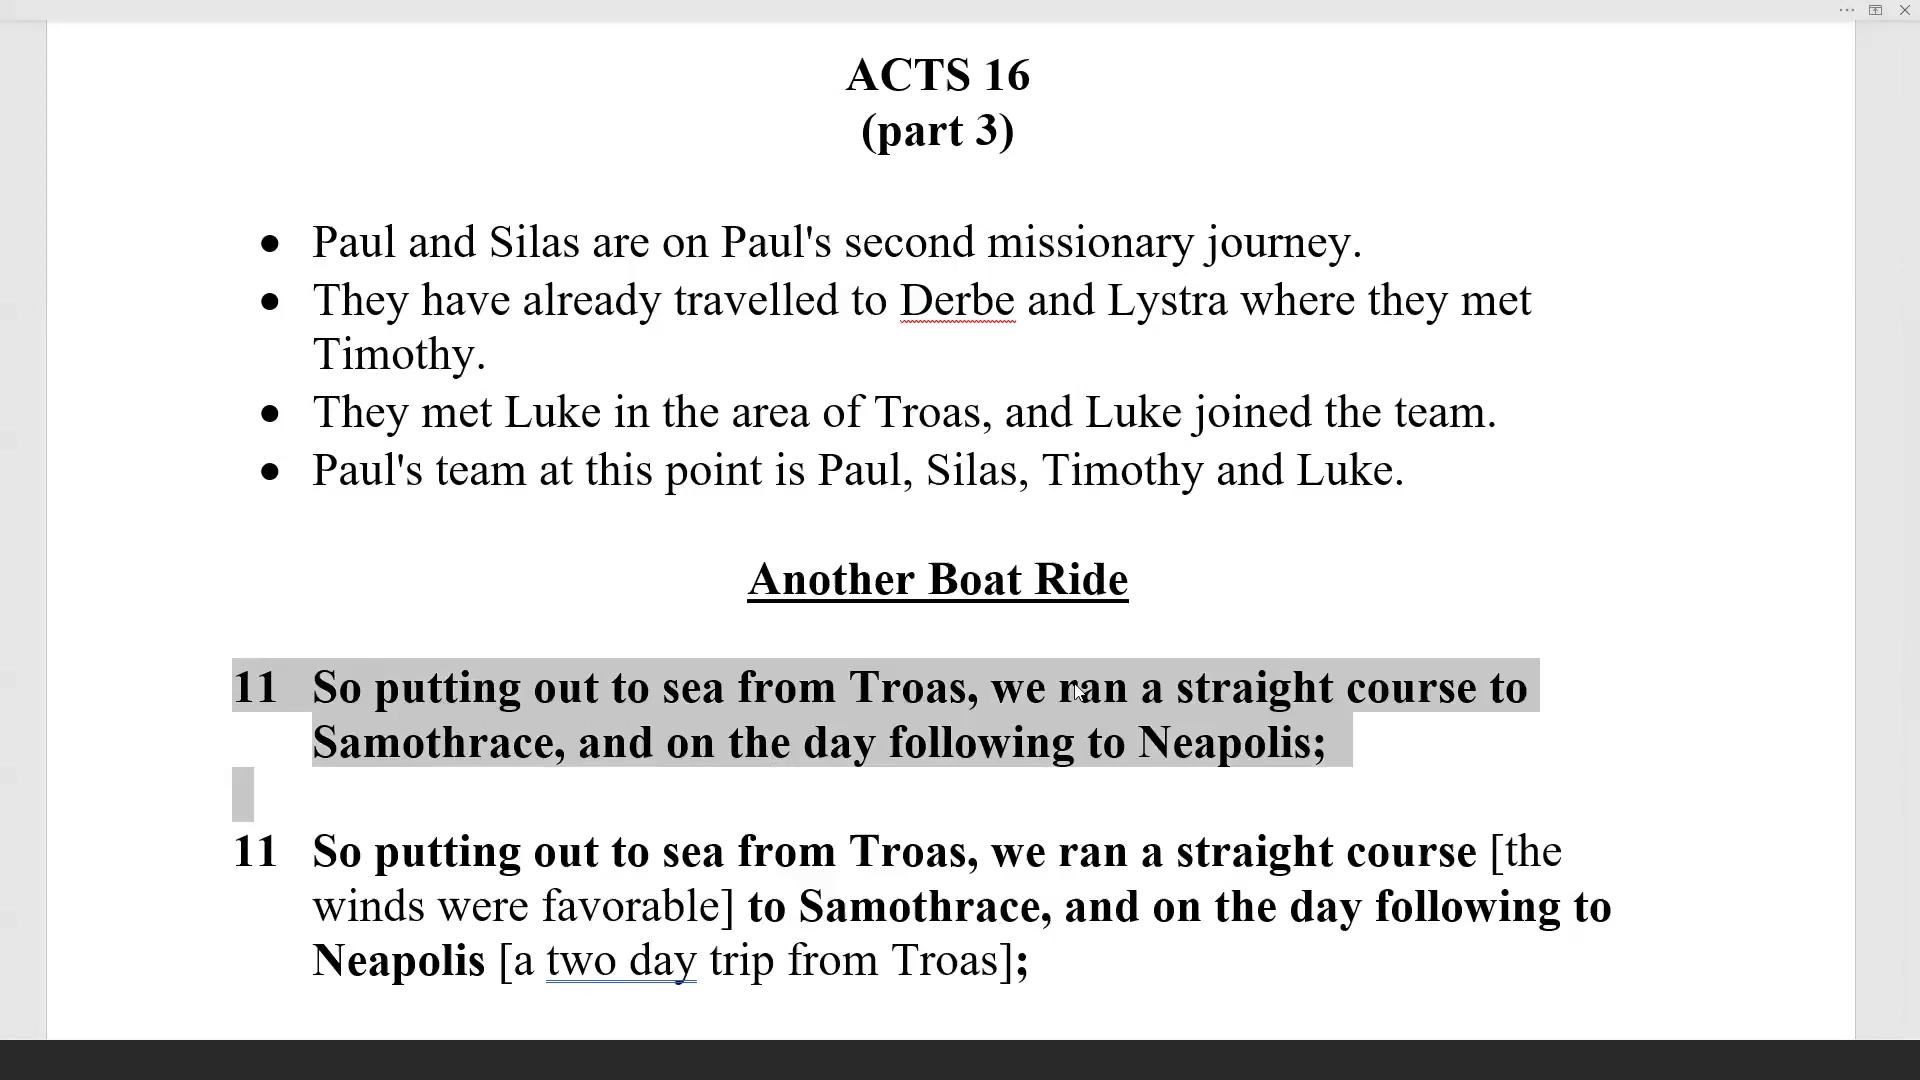 ACTS 16
(part 3)
• Paul and Silas are on Paul's second missionary journey.
• They have already travelled to Derbe and Lystra where they met
Timothy.
• They met Luke in the area of Troas, and Luke joined the team.
• Paul's team at this point is Paul, Silas, Timothy and Luke.
Another Boat Ride
11 So putting out to sea from Troas, we ran a straight course to
Samothrace, and on the day following to Neapolis;
11 So putting out to sea from Troas, we ran a straight course [the
winds were favorable] to Samothrace, and on the day following to
Neapolis [a two day trip from Troas];